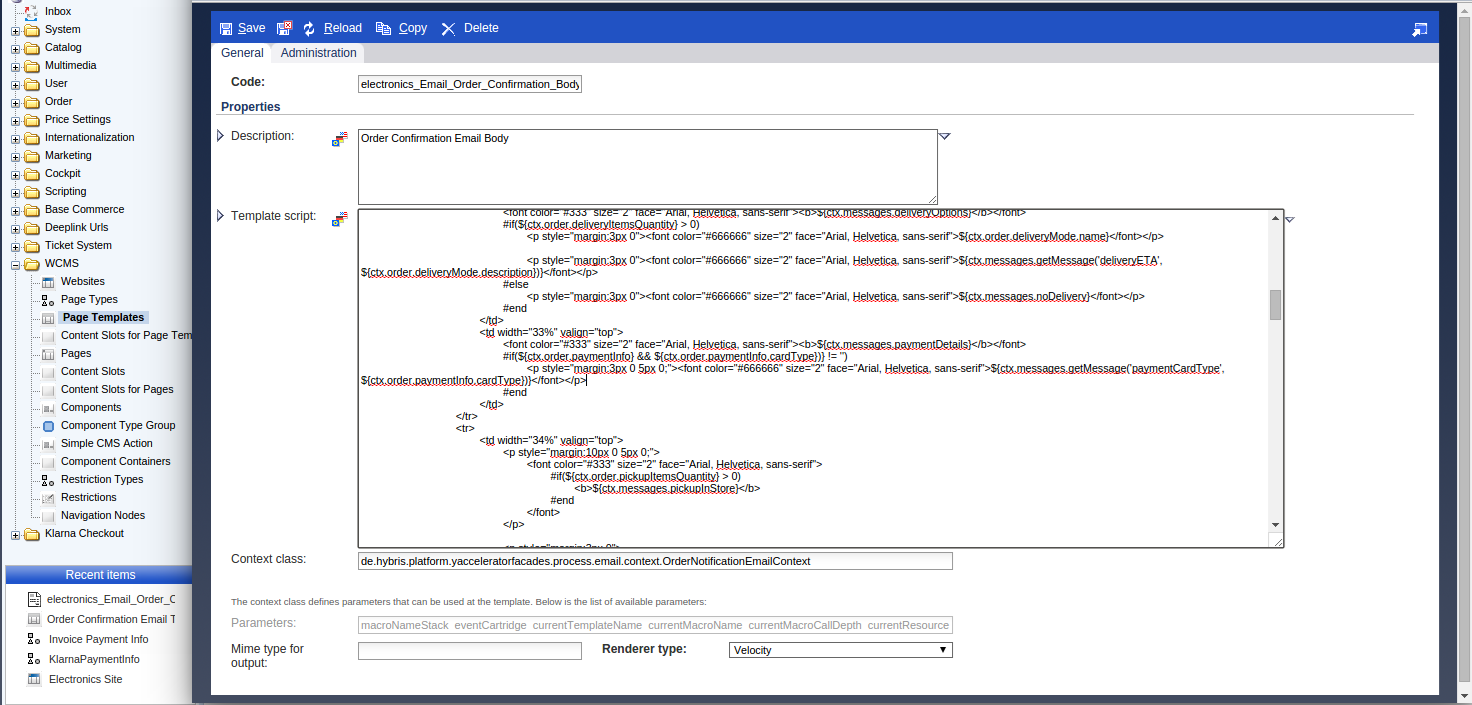 Inbox
System
Catalog
Multimedia
User
Order
Price Settings
Internationalization
Marketing
Cockpit
Scripting
Base Commerce
Deeplink Urls
Ticket System
WCMS
Websites
Page Types
Page Templates
Content Slots for Page Tem
Pages
Content Slots
Content Slots for Pages
Components
Component Type Group
Simple CMS Action
Component Containers
Restriction Types
Restrictions
Navigation Nodes
Klarna Checkout
Recent items
electronics_Email_Order_C
Order Confirmation Email T
Invoice Payment Info
KlarnaPaymentInfo
Electronics Site
Save Reload Copy Delete
General Administration
Code: electronics_Email_Order_Confirmation_Body
Properties
Description: Order Confirmation Email Body
Template script:
<font color="#333" size="2" face="Arial, Helvetica, sans-serif"><b>${ctx.messages.deliveryOptions}</b></font>
#if(${ctx.order.deliveryItemsQuantity} > 0)
<p style="margin:3px 0"><font color="#666666" size="2" face="Arial, Helvetica, sans-serif">${ctx.order.deliveryMode.name}</font></p>
<p style="margin:3px 0"><font color="#666666" size="2" face="Arial, Helvetica, sans-serif">${ctx.messages.getMessage('deliveryETA',
${ctx.order.deliveryMode.description})}</font></p>
#else
<p style="margin:3px 0"><font color="#666666" size="2" face="Arial, Helvetica, sans-serif">${ctx.messages.noDelivery}</font></p>
#end
</td>
<td width="33%" valign="top">
<font color="#333" size="2" face="Arial, Helvetica, sans-serif"><b>${ctx.messages.paymentDetails}</b></font>
#if(${ctx.order.paymentInfo} && ${ctx.order.paymentInfo.cardType})} != '')
<p style="margin:3px 0 5px 0;"><font color="#666666" size="2" face="Arial, Helvetica, sans-serif">${ctx.messages.getMessage('paymentCardType',
${ctx.order.paymentInfo.cardType})}</font></p>
#end
</td>
</tr>
<tr>
<td width="34%" valign="top">
<p style="margin:10px 0 5px 0;">
<font color="#333" size="2" face="Arial, Helvetica, sans-serif">
#if(${ctx.order.pickupItemsQuantity} > 0)
<b>${ctx.messages.pickupInStore}</b>
#end
</font>
</p>
<p style="margin:3px 0">
Context class: de.hybris.platform.yacceleratorfacades.process.email.context.OrderNotificationEmailContext
The context class defines parameters that can be used at the template. Below is the list of available parameters:
Parameters: macroNameStack eventCartridge currentTemplateName currentMacroName currentMacroCallDepth currentResource
Mime type for
output:
Renderer type: Velocity